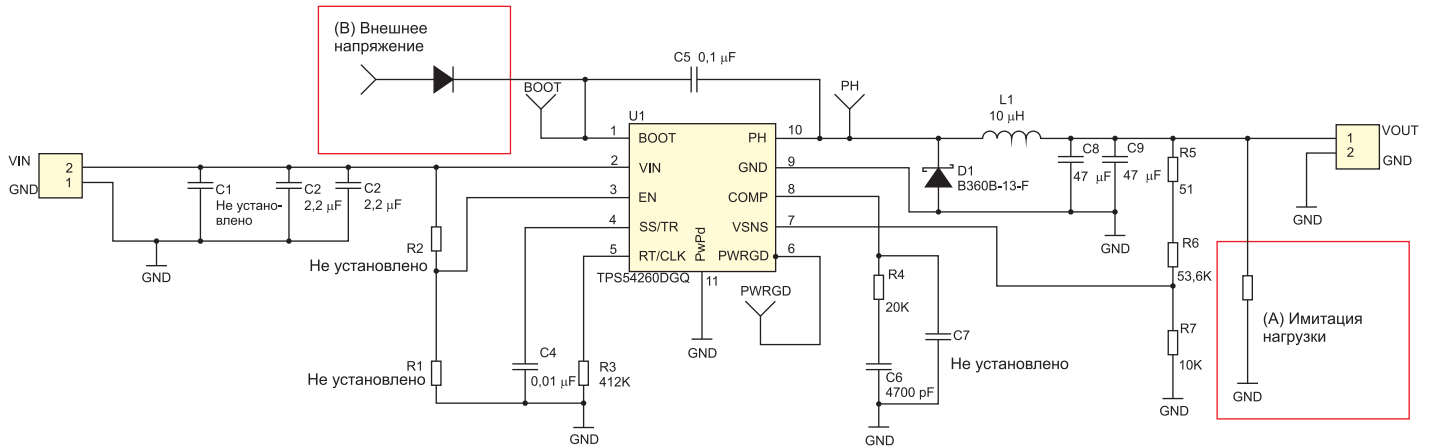 (B) Внешнее
напряжение
C5 0,1 μF
BOOT
PH
U1
L1
10 μH
1 BOOT PH 10
2 VIN GND 9
3 EN COMP 8
4 SS/TR VSNS 7
5 RT/CLK PWRGD 6
PwPd
11
TPS54260DGQ
GND
VIN
GND
2
1
C1
Не устано-
влено
C2
2,2 μF
C2
2,2 μF
GND
R2
Не установлено
R1
Не установлено
C4
0,01 μF
R3
412K
GND
PWRGD
R4
20K
C7
Не установлено
C6
4700 pF
GND
D1
B360B-13-F
C8
47 μF
C9
47 μF
GND
R5
51
R6
53,6K
R7
10K
GND
1
2
VOUT
GND
GND
(A) Имитация
нагрузки
GND